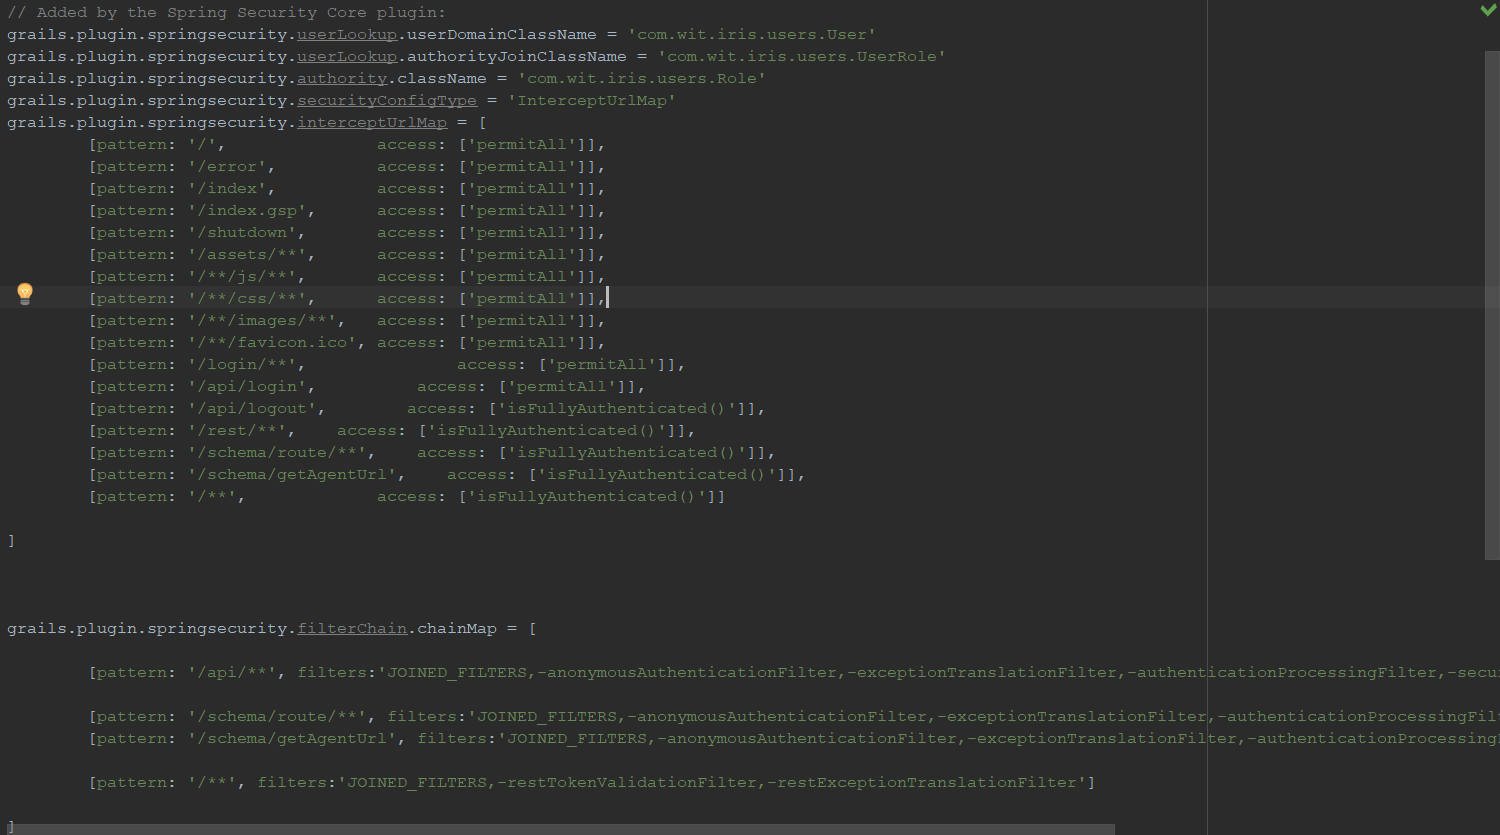 // Added by the Spring Security Core plugin:
grails.plugin.springsecurity.userLookup.userDomainClassName = 'com.wit.iris.users.User'
grails.plugin.springsecurity.userLookup.authorityJoinClassName = 'com.wit.iris.users.UserRole'
grails.plugin.springsecurity.authority.className = 'com.wit.iris.users.Role'
grails.plugin.springsecurity.securityConfigType = 'InterceptUrlMap'
grails.plugin.springsecurity.interceptUrlMap = [
[pattern: '/', access: ['permitAll']],
[pattern: '/error', access: ['permitAll']],
[pattern: '/index', access: ['permitAll']],
[pattern: '/index.gsp', access: ['permitAll']],
[pattern: '/shutdown', access: ['permitAll']],
[pattern: '/assets/**', access: ['permitAll']],
[pattern: '/**/js/**', access: ['permitAll']],
[pattern: '/**/css/**', access: ['permitAll']],
[pattern: '/**/images/**', access: ['permitAll']],
[pattern: '/**/favicon.ico', access: ['permitAll']],
[pattern: '/login/**', access: ['permitAll']],
[pattern: '/api/login', access: ['permitAll']],
[pattern: '/api/logout', access: ['isFullyAuthenticated()']],
[pattern: '/rest/**', access: ['isFullyAuthenticated()']],
[pattern: '/schema/route/**', access: ['isFullyAuthenticated()']],
[pattern: '/schema/getAgentUrl', access: ['isFullyAuthenticated()']],
[pattern: '/**', access: ['isFullyAuthenticated()']]
]
grails.plugin.springsecurity.filterChain.chainMap = [
[pattern: '/api/**', filters:'JOINED_FILTERS,-anonymousAuthenticationFilter,-exceptionTranslationFilter,-authenticationProcessingFilter,-secu
[pattern: '/schema/route/**', filters:'JOINED_FILTERS,-anonymousAuthenticationFilter,-exceptionTranslationFilter,-authenticationProcessingFil
[pattern: '/schema/getAgentUrl', filters:'JOINED_FILTERS,-anonymousAuthenticationFilter,-exceptionTranslationFilter,-authenticationProcessing
[pattern: '/**', filters:'JOINED_FILTERS,-restTokenValidationFilter,-restExceptionTranslationFilter']
]